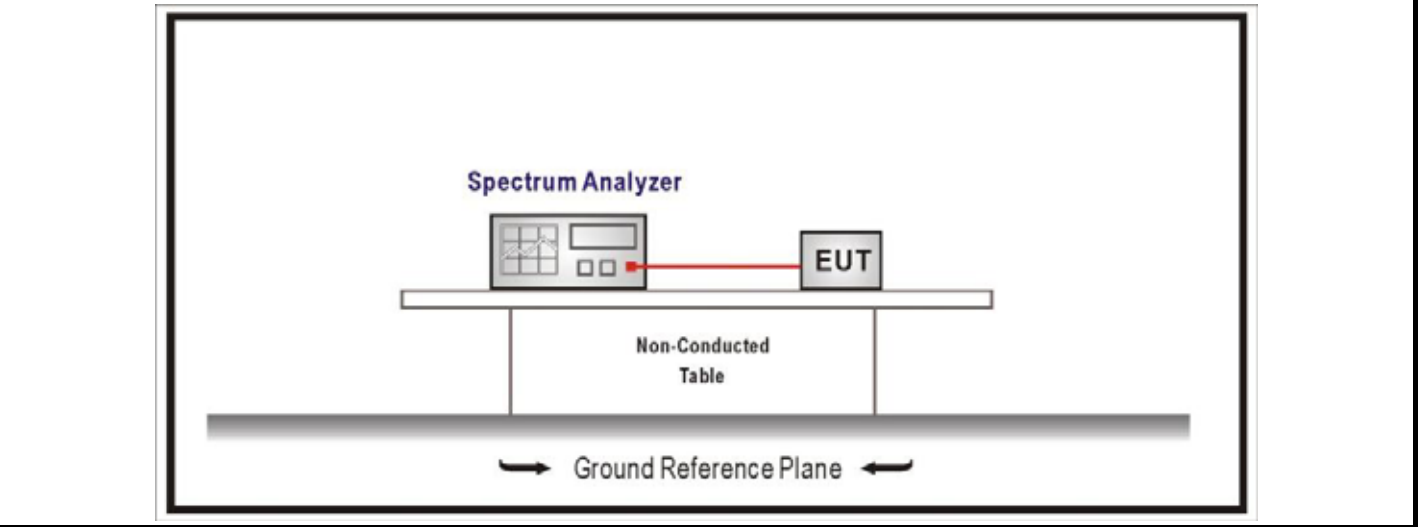 Spectrum Analyzer
EUT
Non-Conducted
Table
Ground Reference Plane